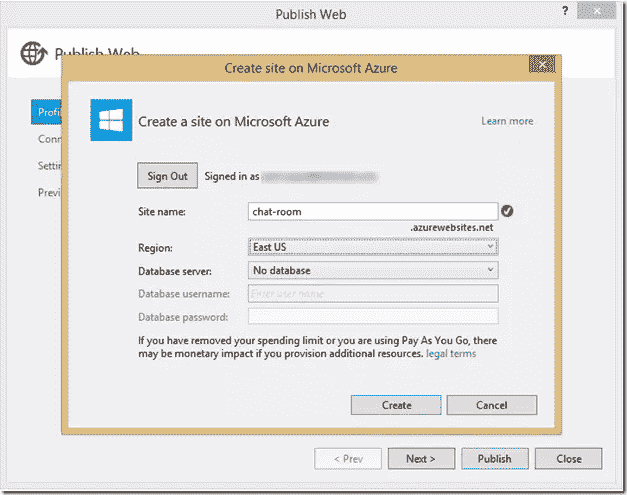 Publish Web
?
Publish Web
Create site on Microsoft Azure
Profi
Conn
Settin
Previ
Create a site on Microsoft Azure
Learn more
Sign Out
Signed in as
Site name:
chat-room
.azurewebsites.net
Region:
East US
Database server:
No database
Database username:
Enter user name
Database password:
If you have removed your spending limit or you are using Pay As You Go, there
may be monetary impact if you provision additional resources. legal terms
Create
Cancel
< Prev
Next >
Publish
Close